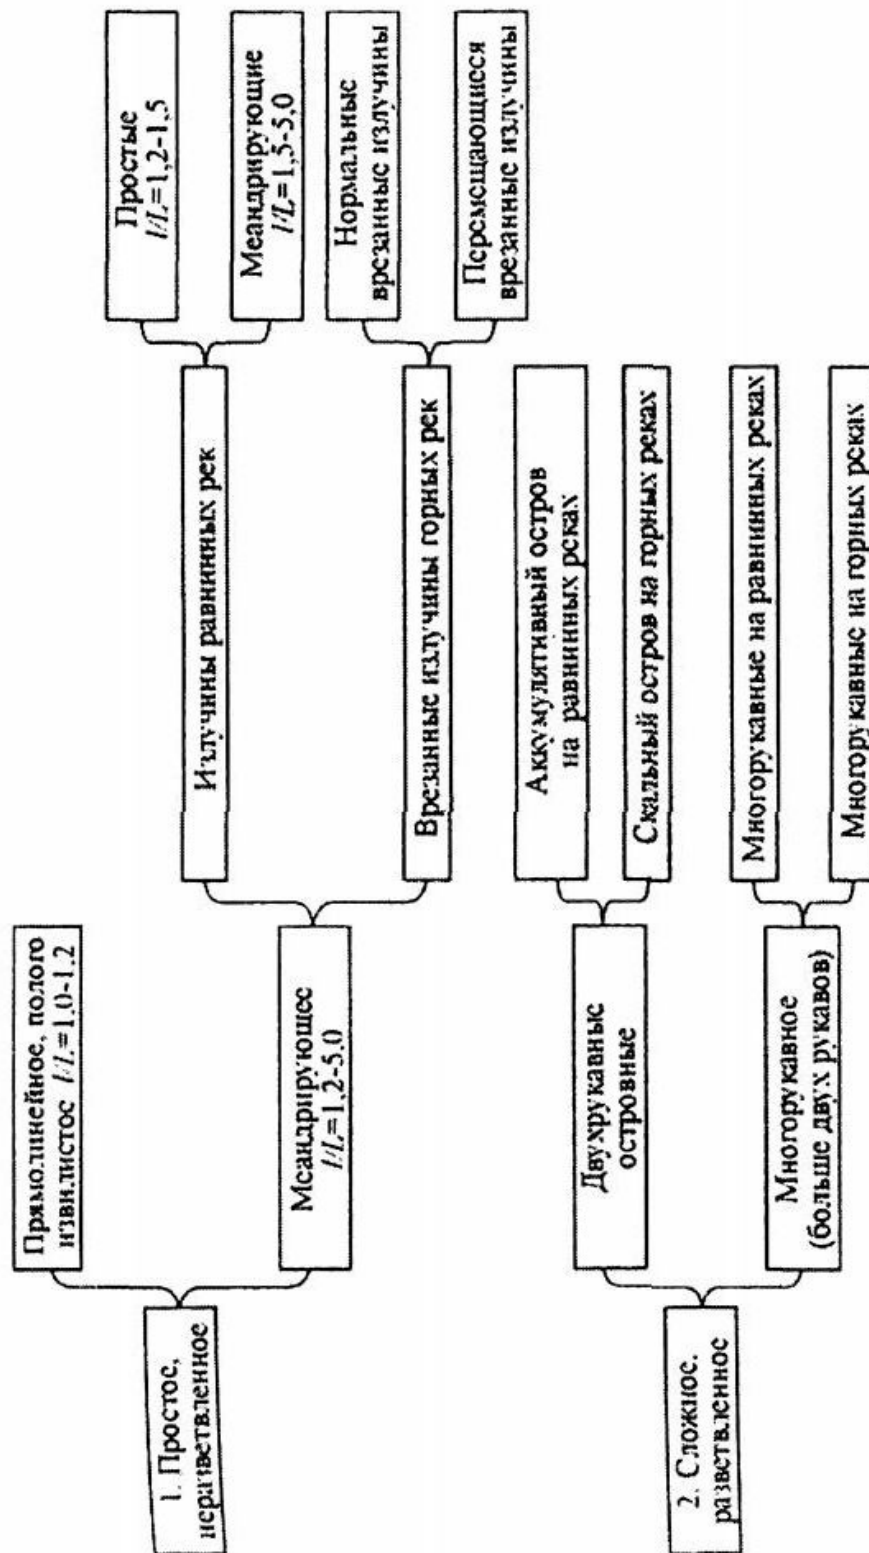 1. Простое,
неразветвленное
Прямолинейное, полого
извилистое l/L=1,0-1,2
Меандрирующее
l/L=1,2-5,0
Излучины равнинных рек
Простые
l/L=1,2-1,5
Меандрирующие
l/L=1,5-5,0
Врезанные излучины горных рек
Нормальные
врезанные излучины
Перемещающиеся
врезанные излучины
2. Сложное,
разветвленное
Двухрукавные
островные
Аккумулятивный остров
на равнинных реках
Скальный остров на горных реках
Многорукавное
(больше двух рукавов)
Многорукавные на равнинных реках
Многорукавные на горных реках